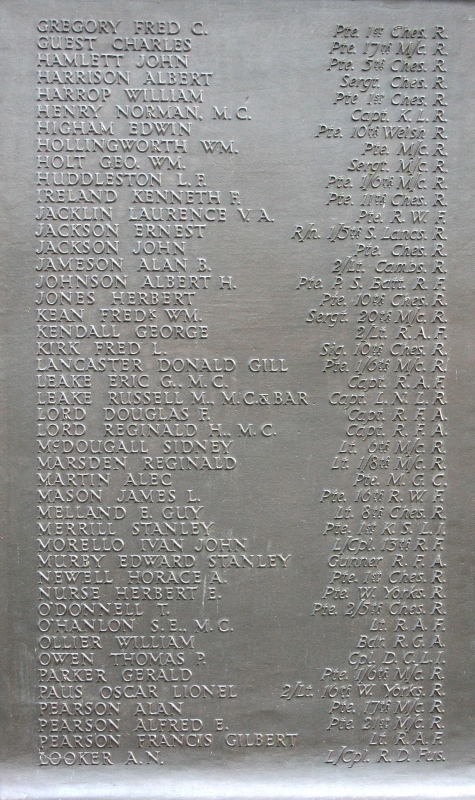 GREGORY FRED C. Pte. 1st Ches. R.
GUEST CHARLES Pte. 17th M/c. R.
HAMLETT JOHN Pte. 5th Ches. R.
HARRISON ALBERT Sergt. Ches. R.
HARROP WILLIAM Pte 1st Ches. R.
HENRY NORMAN. M.C. Capt. K.L.R.
HIGHAM EDWIN Pte. 10th Welsh R.
HOLLINGWORTH WM. Pte. M/c. R.
HOLT GEO. WM. Sergt. M/c. R.
HUDDLESTON L. F. Pte. 1/6th M/c. R.
IRELAND KENNETH F. Pte. 11th Ches. R.
JACKLIN LAURENCE V. A. Pte. R. W. F.
JACKSON ERNEST R/n. 1/5th S. Lancs. R.
JACKSON JOHN Pte. Ches. R.
JAMESON ALAN B. 2/Lt. Cambs. R.
JOHNSON ALBERT H. Pte. P. S. Batt. R. F.
JONES HERBERT Pte. 10th Ches. R.
KEAN FREDK WM. Sergt. 20th M/c. R.
KENDALL GEORGE 2/Lt. R. A. F.
KIRK FRED L. Sig. 10th Ches. R.
LANCASTER DONALD GILL Pte. 1/6th M/c. R.
LEAKE ERIC G., M.C. Capt. R. A. F.
LEAKE RUSSELL M., M.C. & BAR Capt. L. N. L. R.
LORD DOUGLAS F. Capt. R. F. A.
LORD REGINALD H., M.C. Capt. R. F. A.
McDOUGALL SIDNEY Lt. 6th M/c. R.
MARSDEN REGINALD Lt. 1/8th M/c. R.
MARTIN ALEC Pte. M. G. C.
MASON JAMES L. Pte. 16th R. W. F.
MELLAND E. GUY Lt. 8th Ches. R.
MERRILL STANLEY Pte. 1st K. S. L. I.
MORELLO IVAN JOHN L/Cpl. 13th R. F.
MURBY EDWARD STANLEY Gunner R. F. A.
NEWELL HORACE A. Pte. 1st Ches. R.
NURSE HERBERT E. Pte. W. Yorks. R.
O'DONNELL T. Pte. 2/5th Ches. R.
O'HANLON S.E., M.C. Lt. R. A. F.
OLLIER WILLIAM Bdr. R. G. A.
OWEN THOMAS P. Cpl. D. C. L. I.
PARKER GERALD Pte. 1/6th M/c. R.
PAUS OSCAR LIONEL 2/Lt. 16th W. Yorks. R.
PEARSON ALAN Pte. 17th M/c. R.
PEARSON ALFRED E. Pte. 21st M/c. R.
PEARSON FRANCIS GILBERT Lt. R. A. F.
LOOKER A.N. L/Cpl. R. D. Fus.